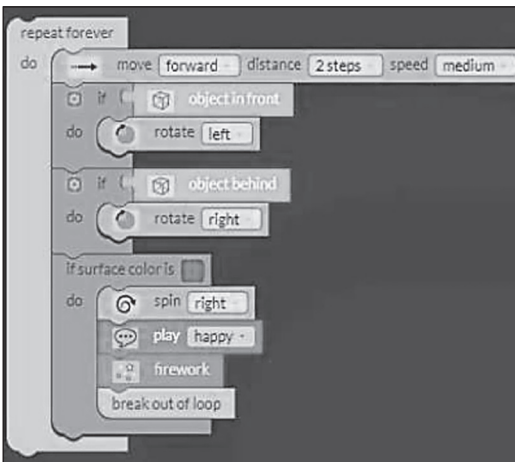 repeat forever
do move forward distance 2 steps speed medium
if object in front
do rotate left
if object behind
do rotate right
if surface color is
do spin right
play happy
firework
break out of loop